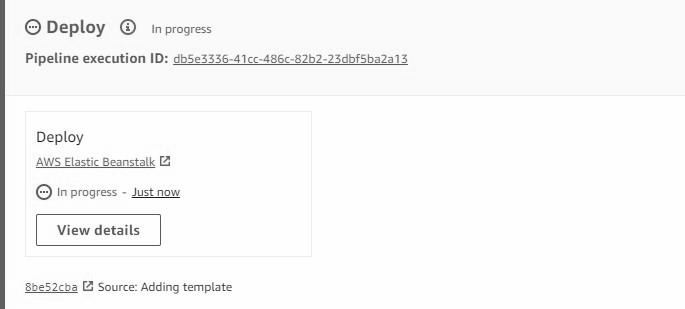 Deploy In progress
Pipeline execution ID: db5e3336-41cc-486c-82b2-23dbf5ba2a13
Deploy
AWS Elastic Beanstalk
In progress - Just now
View details
8be52cba Source: Adding template